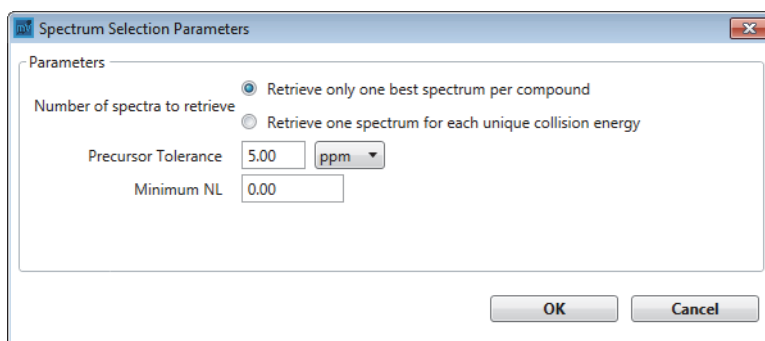 Spectrum Selection Parameters
Parameters
Number of spectra to retrieve
Retrieve only one best spectrum per compound
Retrieve one spectrum for each unique collision energy
Precursor Tolerance 5.00 ppm
Minimum NL 0.00
OK Cancel